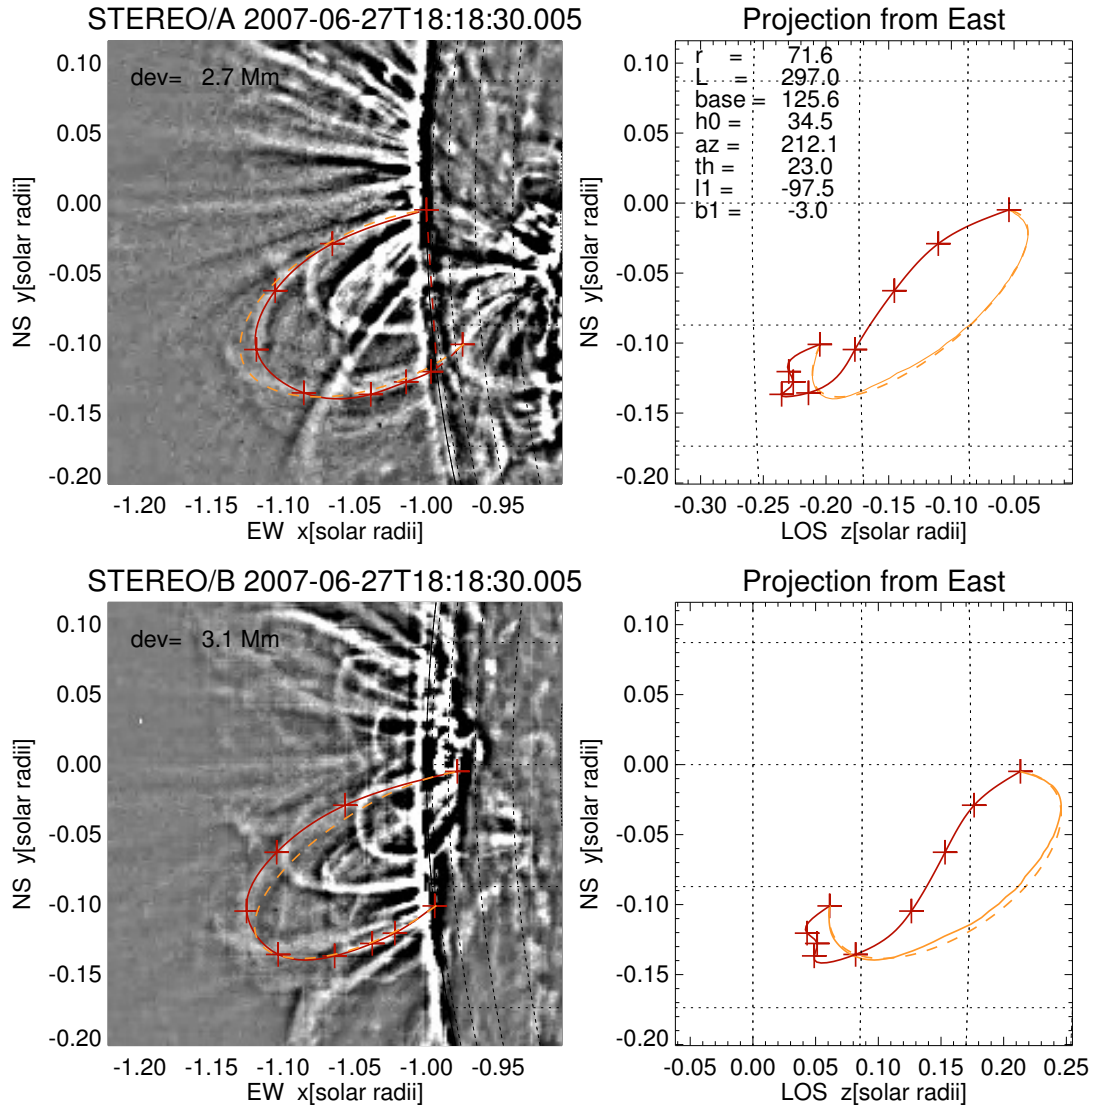 STEREO/A 2007-06-27T18:18:30.005
dev= 2.7 Mm
0.10
0.05
0.00
-0.05
-0.10
-0.15
-0.20
NS y[solar radii]
-1.20 -1.15 -1.10 -1.05 -1.00 -0.95
EW x[solar radii]
Projection from East
r = 71.6
L = 297.0
base = 125.6
h0 = 34.5
az = 212.1
th = 23.0
l1 = -97.5
b1 = -3.0
0.10
0.05
0.00
-0.05
-0.10
-0.15
-0.20
NS y[solar radii]
-0.30 -0.25 -0.20 -0.15 -0.10 -0.05
LOS z[solar radii]
STEREO/B 2007-06-27T18:18:30.005
dev= 3.1 Mm
0.10
0.05
0.00
-0.05
-0.10
-0.15
-0.20
NS y[solar radii]
-1.20 -1.15 -1.10 -1.05 -1.00 -0.95
EW x[solar radii]
Projection from East
0.10
0.05
0.00
-0.05
-0.10
-0.15
-0.20
NS y[solar radii]
-0.05 0.00 0.05 0.10 0.15 0.20 0.25
LOS z[solar radii]